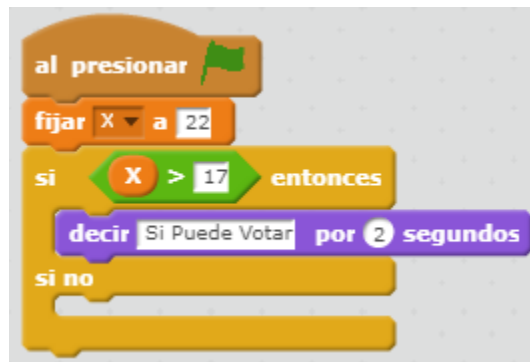 al presionar
fijar X a 22
si X > 17 entonces
decir Si Puede Votar por 2 segundos
si no